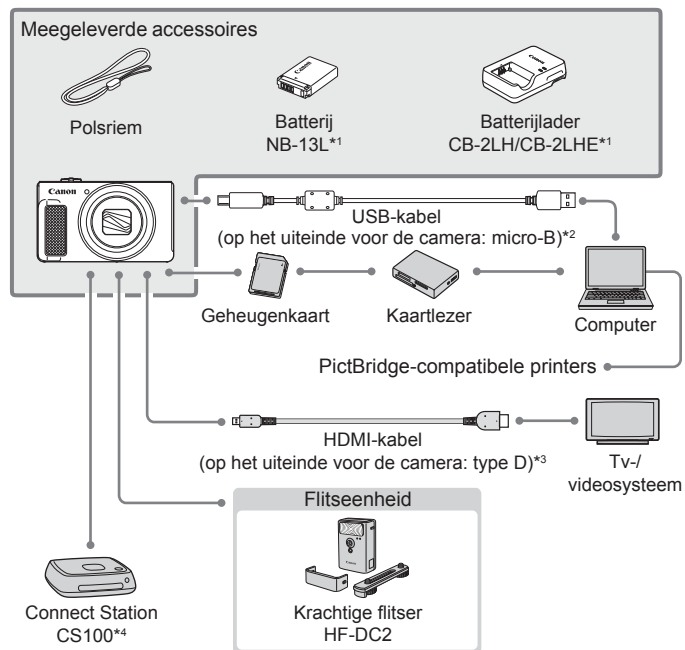 Meegeleverde accessoires
Polsriem
Batterij
NB-13L*1
Batterijlader
CB-2LH/CB-2LHE*1
Canon
USB-kabel
(op het uiteinde voor de camera: micro-B)*2
Geheugenkaart
Kaartlezer
Computer
PictBridge-compatibele printers
HDMI-kabel
(op het uiteinde voor de camera: type D)*3
Tv-/
videosysteem
Flitseenheid
Connect Station
CS100*4
Krachtige flitser
HF-DC2